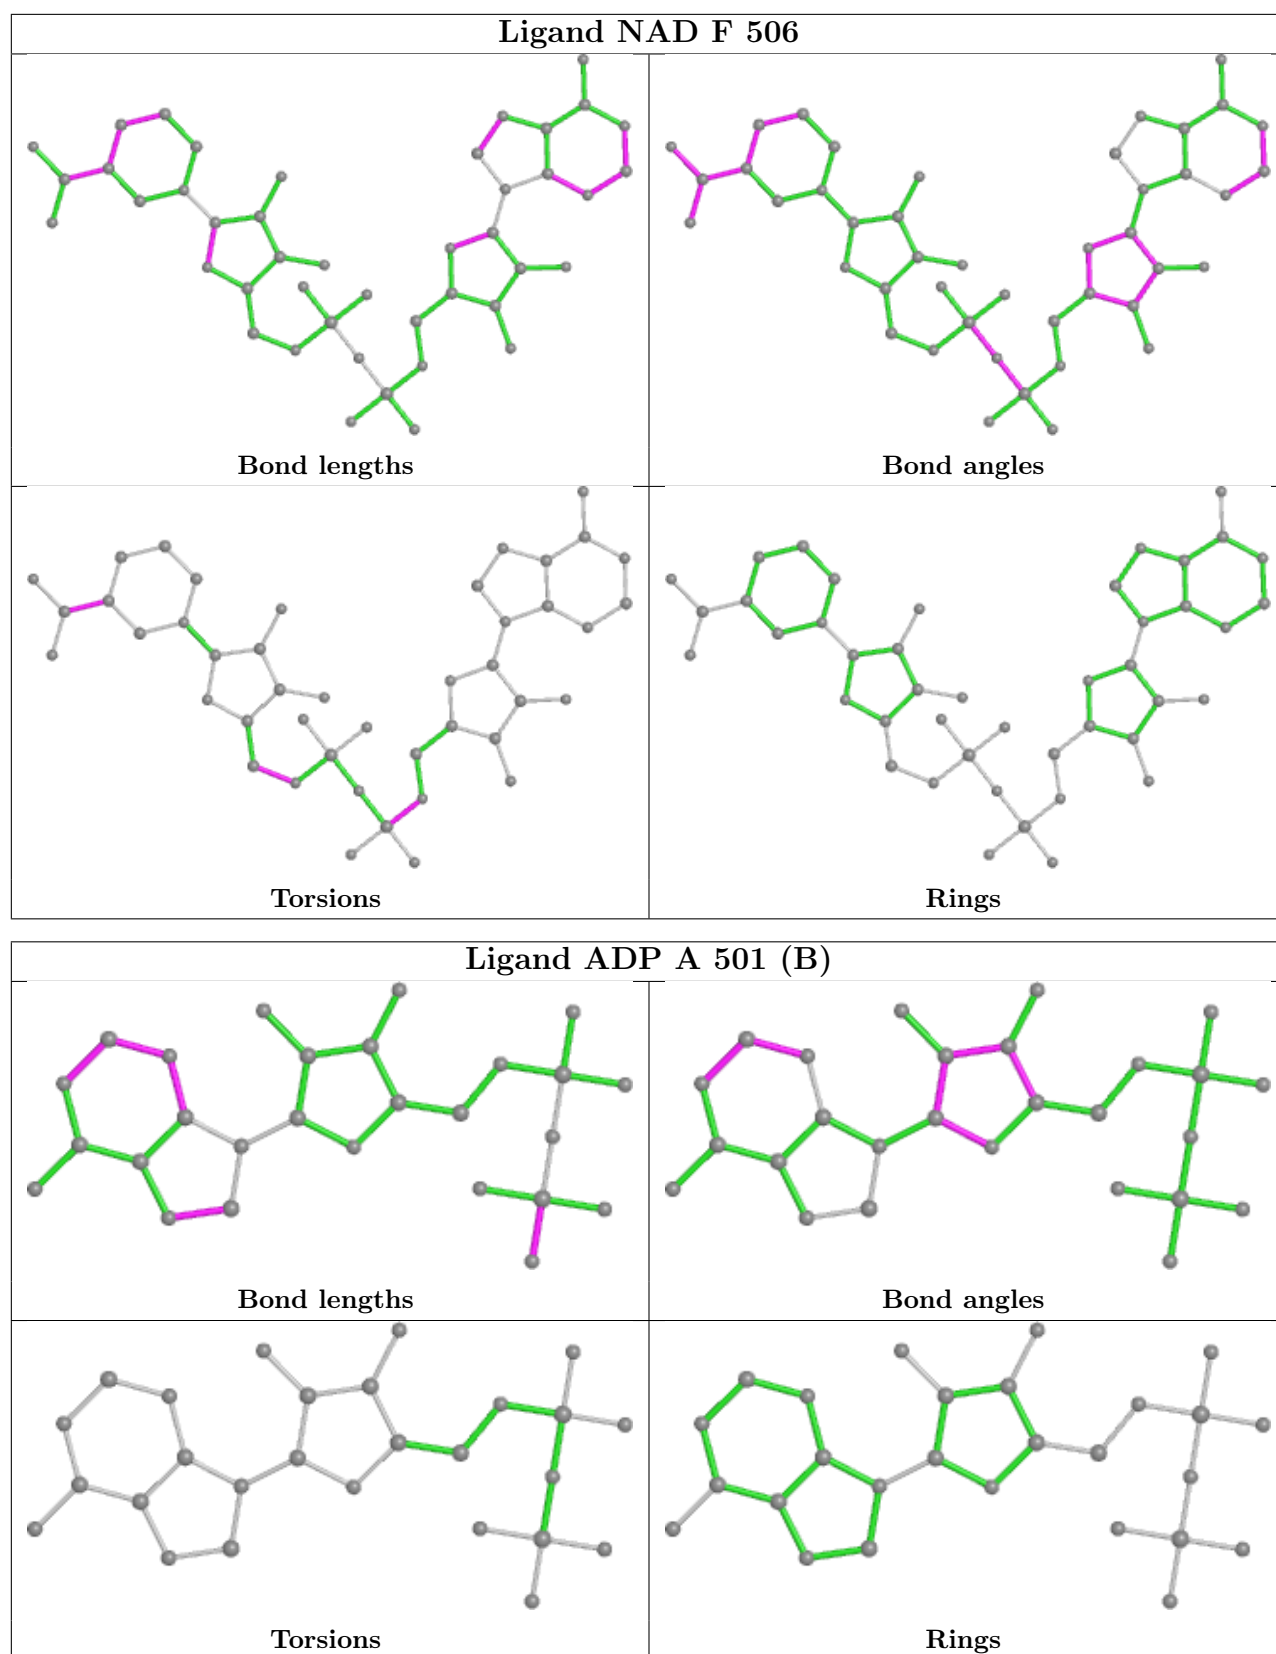 Ligand NAD F 506
Bond lengths
Bond angles
Torsions
Rings
Ligand ADP A 501 (B)
Bond lengths
Bond angles
Torsions
Rings